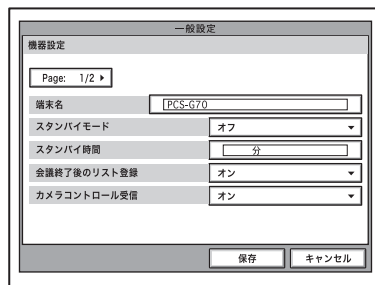 一般設定
機器設定
Page: 1/2
端末名 PCS-G70
スタンバイモード オフ
スタンバイ時間 分
会議終了後のリスト登録 オン
カメラコントロール受信 オン
保存 キャンセル